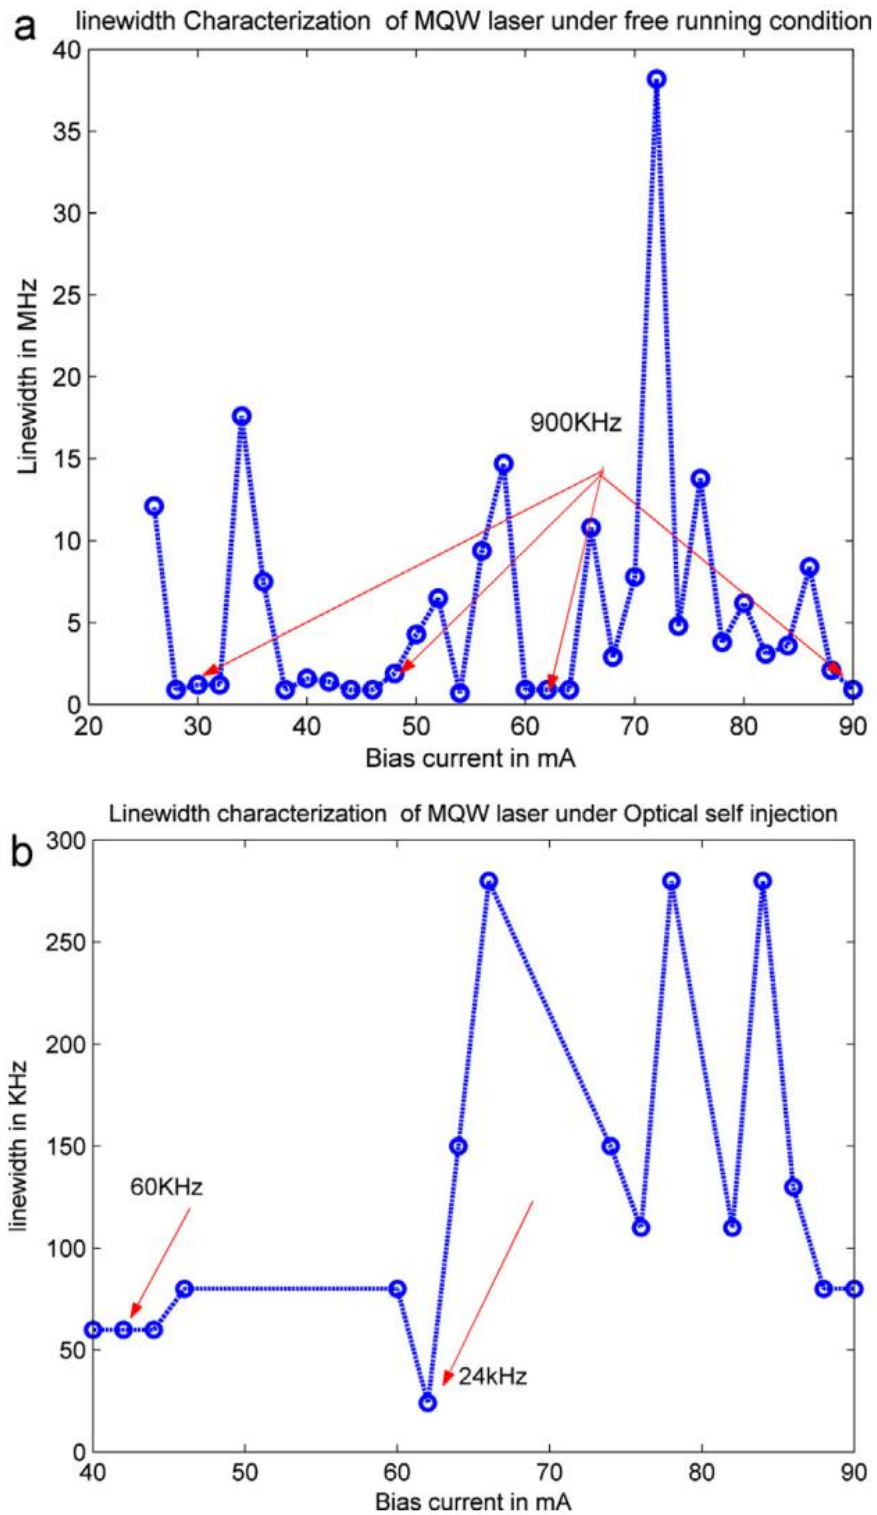 a
linewidth Characterization of MQW laser under free running condition
40
35
30
25
20
15
10
5
0
Linewidth in MHz
900KHz
20 30 40 50 60 70 80 90
Bias current in mA
Linewidth characterization of MQW laser under Optical self injection
b
300
250
200
150
100
50
0
linewidth in KHz
60KHz
24kHz
40 50 60 70 80 90
Bias current in mA